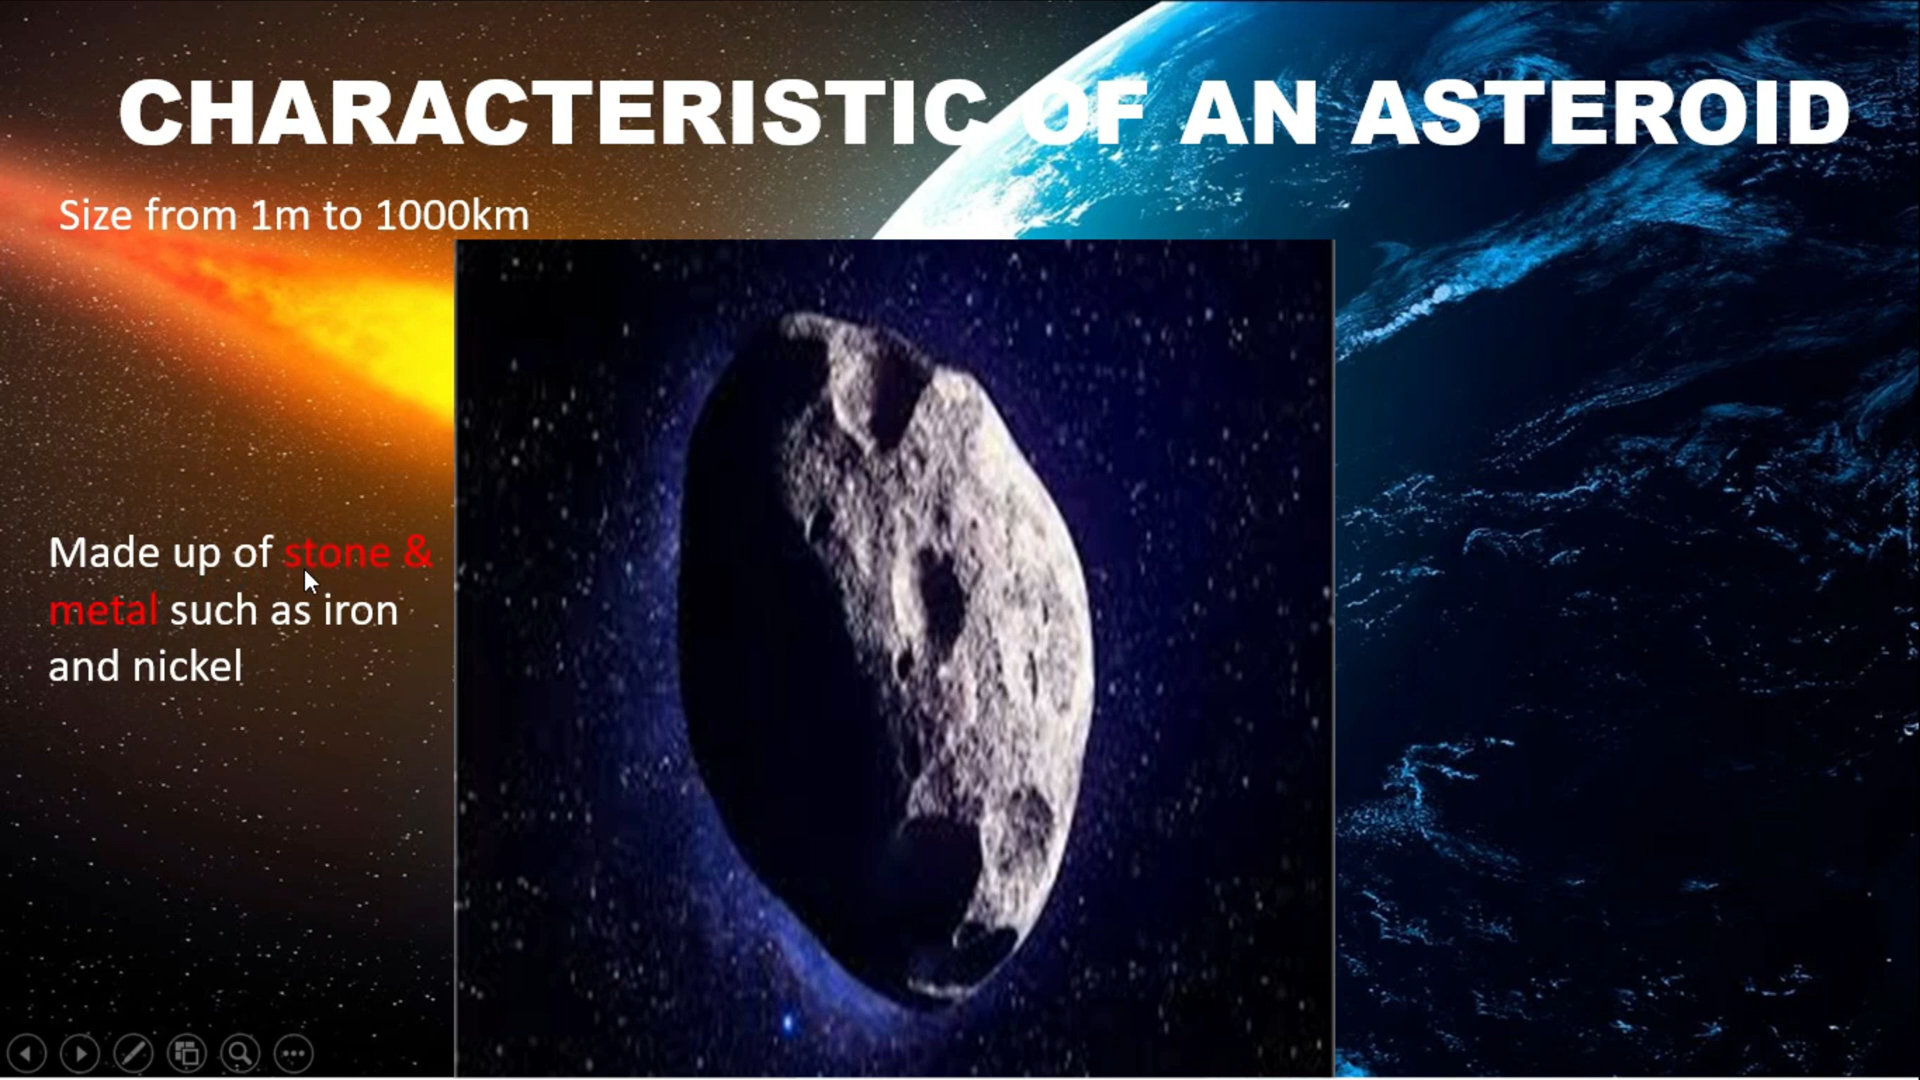 CHARACTERISTIC OF AN ASTEROID
Size from 1m to 1000km
Made up of stone &
metal such as iron
and nickel